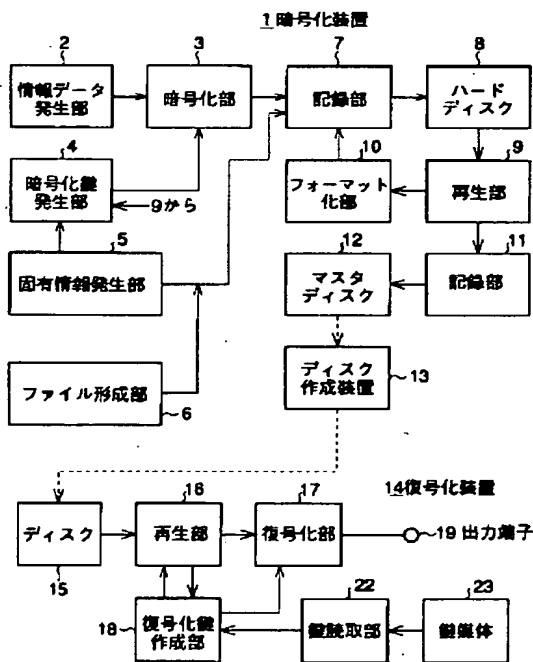 1 暗号化装置
2
3
7
8
情報データ
発生部
暗号化部
記録部
ハード
ディスク
4
10
9
暗号化鍵
発生部
9から
フォーマット
化部
再生部
5
12
11
固有情報発生部
マスタ
ディスク
記録部
ファイル形成部
6
ディスク
作成装置
13
14復号化装置
16
17
ディスク
再生部
復号化部
19 出力端子
15
22
23
18
復号化鍵
作成部
鍵読取部
鍵媒体